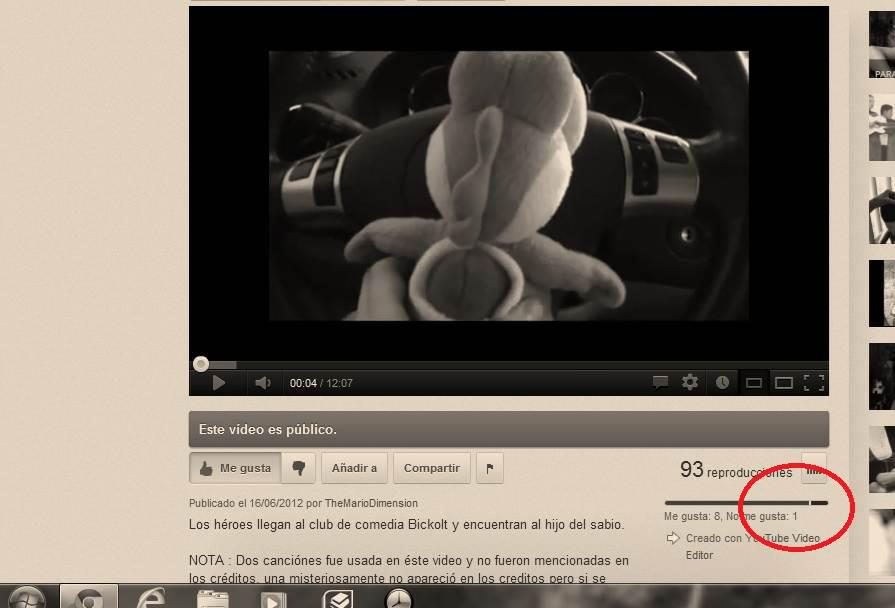 PARA
00:04 / 12:07
Este vídeo es público.
Me gusta
Añadir a
Compartir
93 reproducciones
Publicado el 16/06/2012 por TheMarioDimension
Me gusta: 8, No me gusta: 1
Los héroes llegan al club de comedia Bickolt y encuentran al hijo del sabio.
Creado con YouTube Video
Editor
NOTA : Dos canciónes fue usada en éste video y no fueron mencionadas en
los créditos, una misteriosamente no apareció en los creditos pero si se